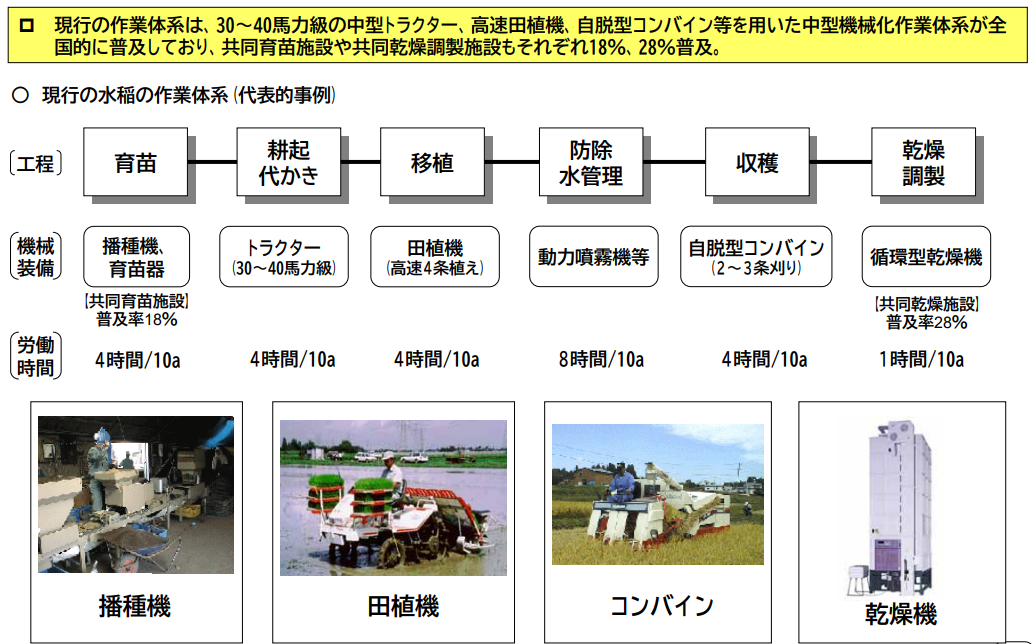 現行の作業体系は、30～40馬力級の中型トラクター、高速田植機、自脱型コンバイン等を用いた中型機械化作業体系が全
国的に普及しており、共同育苗施設や共同乾燥調製施設もそれぞれ18%、28%普及。
○ 現行の水稲の作業体系(代表的事例)
〔工程〕 育苗 耕起 移植 防除 収穫 乾燥
代かき 水管理 調製
機械 播種機、 トラクター 田植機 動力噴霧機等 自脱型コンバイン 循環型乾燥機
装備 育苗器 (30～40馬力級) (高速4条植え) (2～3条刈り)
【共同育苗施設】 【共同乾燥施設】
普及率18% 普及率28%
労働
時間
4時間/10a 4時間/10a 4時間/10a 8時間/10a 4時間/10a 1時間/10a
播種機 田植機 コンバイン 乾燥機